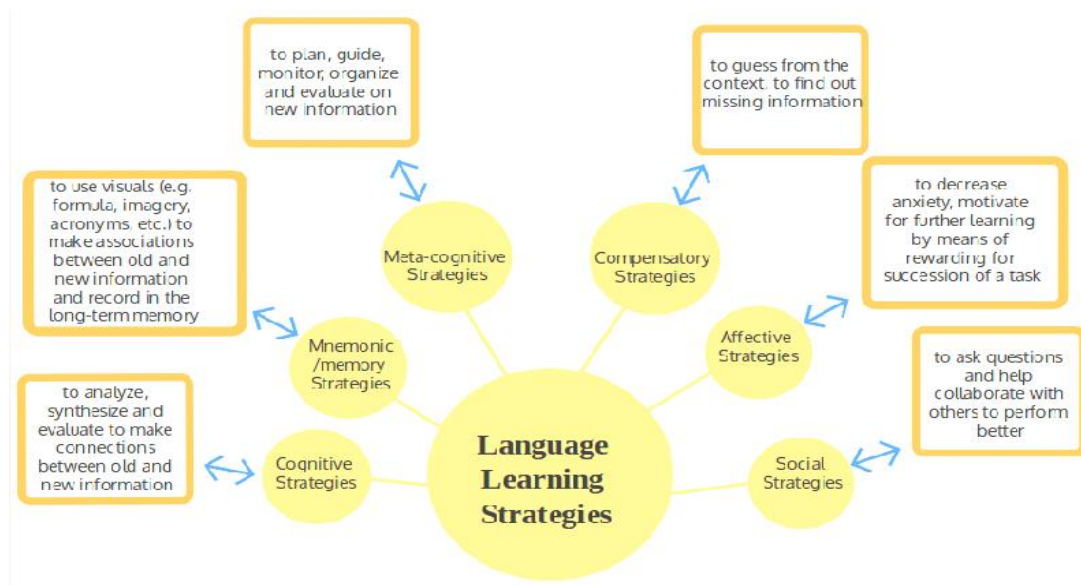 to plan, guide,
monitor, organize
and evaluate on
new information
to guess from the
context, to find out
missing information
to use visuals (e.g.
formula, imagery,
acronyms, etc.) to
make associations
between old and
new information
and record in the
long-term memory
to decrease
anxiety, motivate
for further learning
by means of
rewarding for
succession of a task
Meta-cognitive
Strategies
Compensatory
Strategies
Mnemonic
/memory
Strategies
Affective
Strategies
to ask questions
and help
collaborate with
others to perform
better
to analyze,
synthesize and
evaluate to make
connections
between old and
new information
Cognitive
Strategies
Language
Learning
Strategies
Social
Strategies